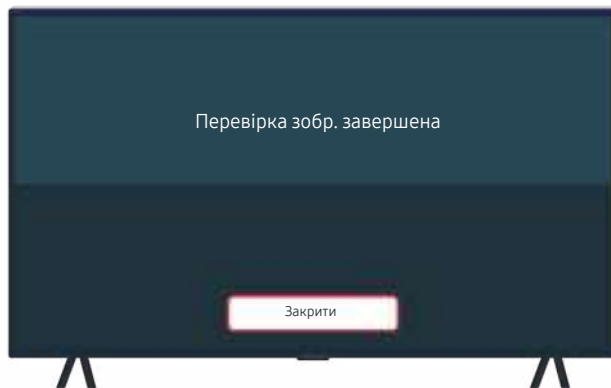 Перевірка зобр. завершена
Закрити